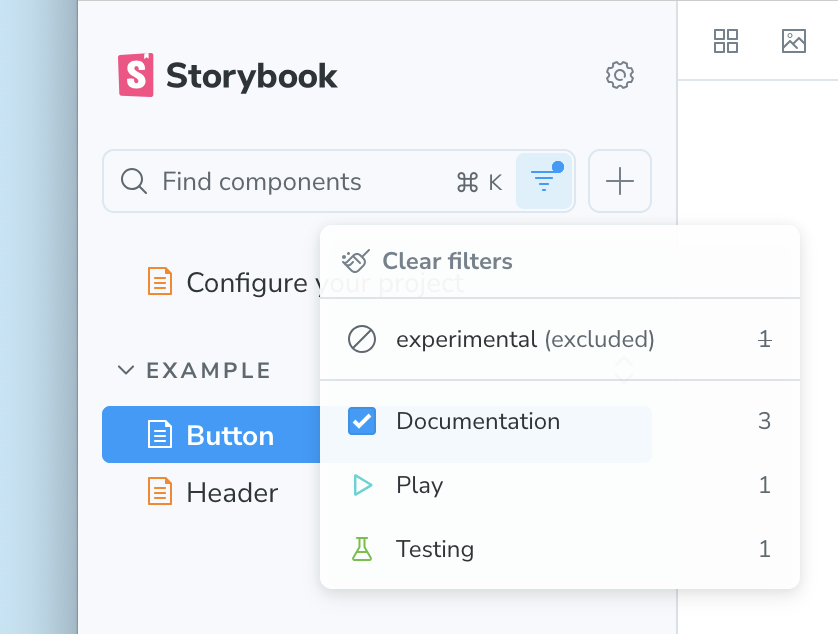 S Storybook
Find components ⌘ K
Clear filters
Configure your project
experimental (excluded) 1
EXAMPLE
Documentation 3
Button
Play 1
Header
Testing 1